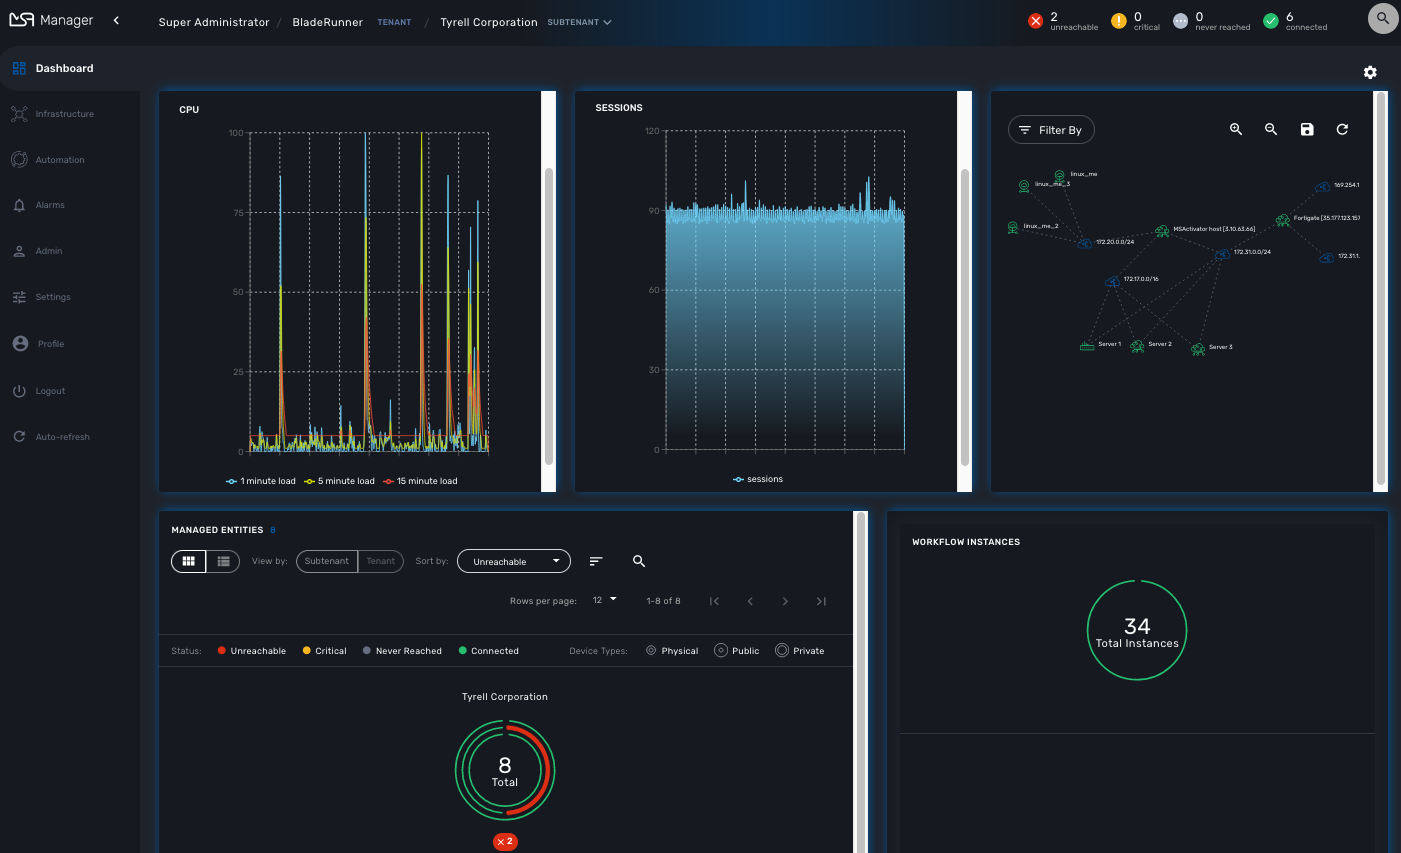 MSA Manager
Super Administrator / BladeRunner TENANT / Tyrell Corporation SUBTENANT
2 unreachable
0 critical
0 never reached
6 connected
Dashboard
Infrastructure
Automation
Alarms
Admin
Settings
Profile
Logout
Auto-refresh
CPU
100
75
50
25
0
1 minute load 5 minute load 15 minute load
SESSIONS
120
90
60
30
0
sessions
Filter By
linux_me
linux_me_3
169.254.1
Fortigate [35.177.123.157
linux_me_2
MSActivator host [3.10.63.66]
172.20.0.0/24
172.31.0.0/24
172.31.1.
172.17.0.0/16
Server 1
Server 2
Server 3
MANAGED ENTITIES 8
View by: Subtenant Tenant Sort by: Unreachable
Rows per page: 12 1-8 of 8
Status: Unreachable Critical Never Reached Connected Device Types: Physical Public Private
Tyrell Corporation
8
Total
2
WORKFLOW INSTANCES
34
Total Instances